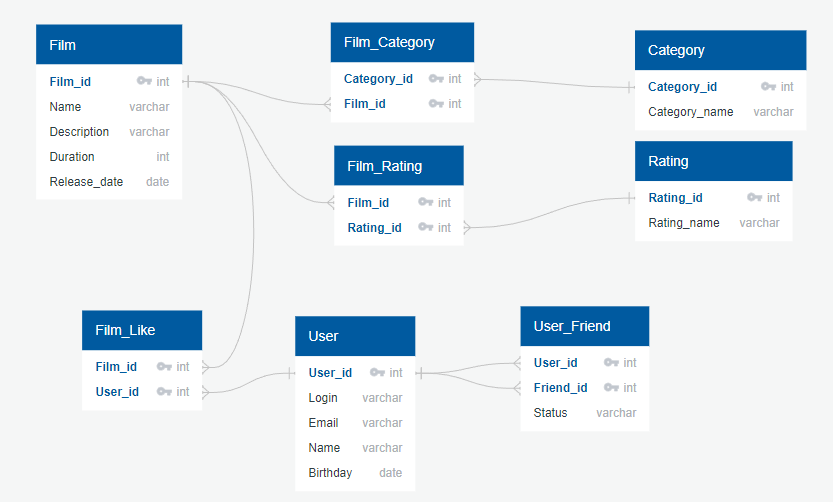 Film
Film_id int
Name varchar
Description varchar
Duration int
Release_date date
Film_Category
Category_id int
Film_id int
Category
Category_id int
Category_name varchar
Film_Rating
Film_id int
Rating_id int
Rating
Rating_id int
Rating_name varchar
Film_Like
Film_id int
User_id int
User
User_id int
Login varchar
Email varchar
Name varchar
Birthday date
User_Friend
User_id int
Friend_id int
Status varchar